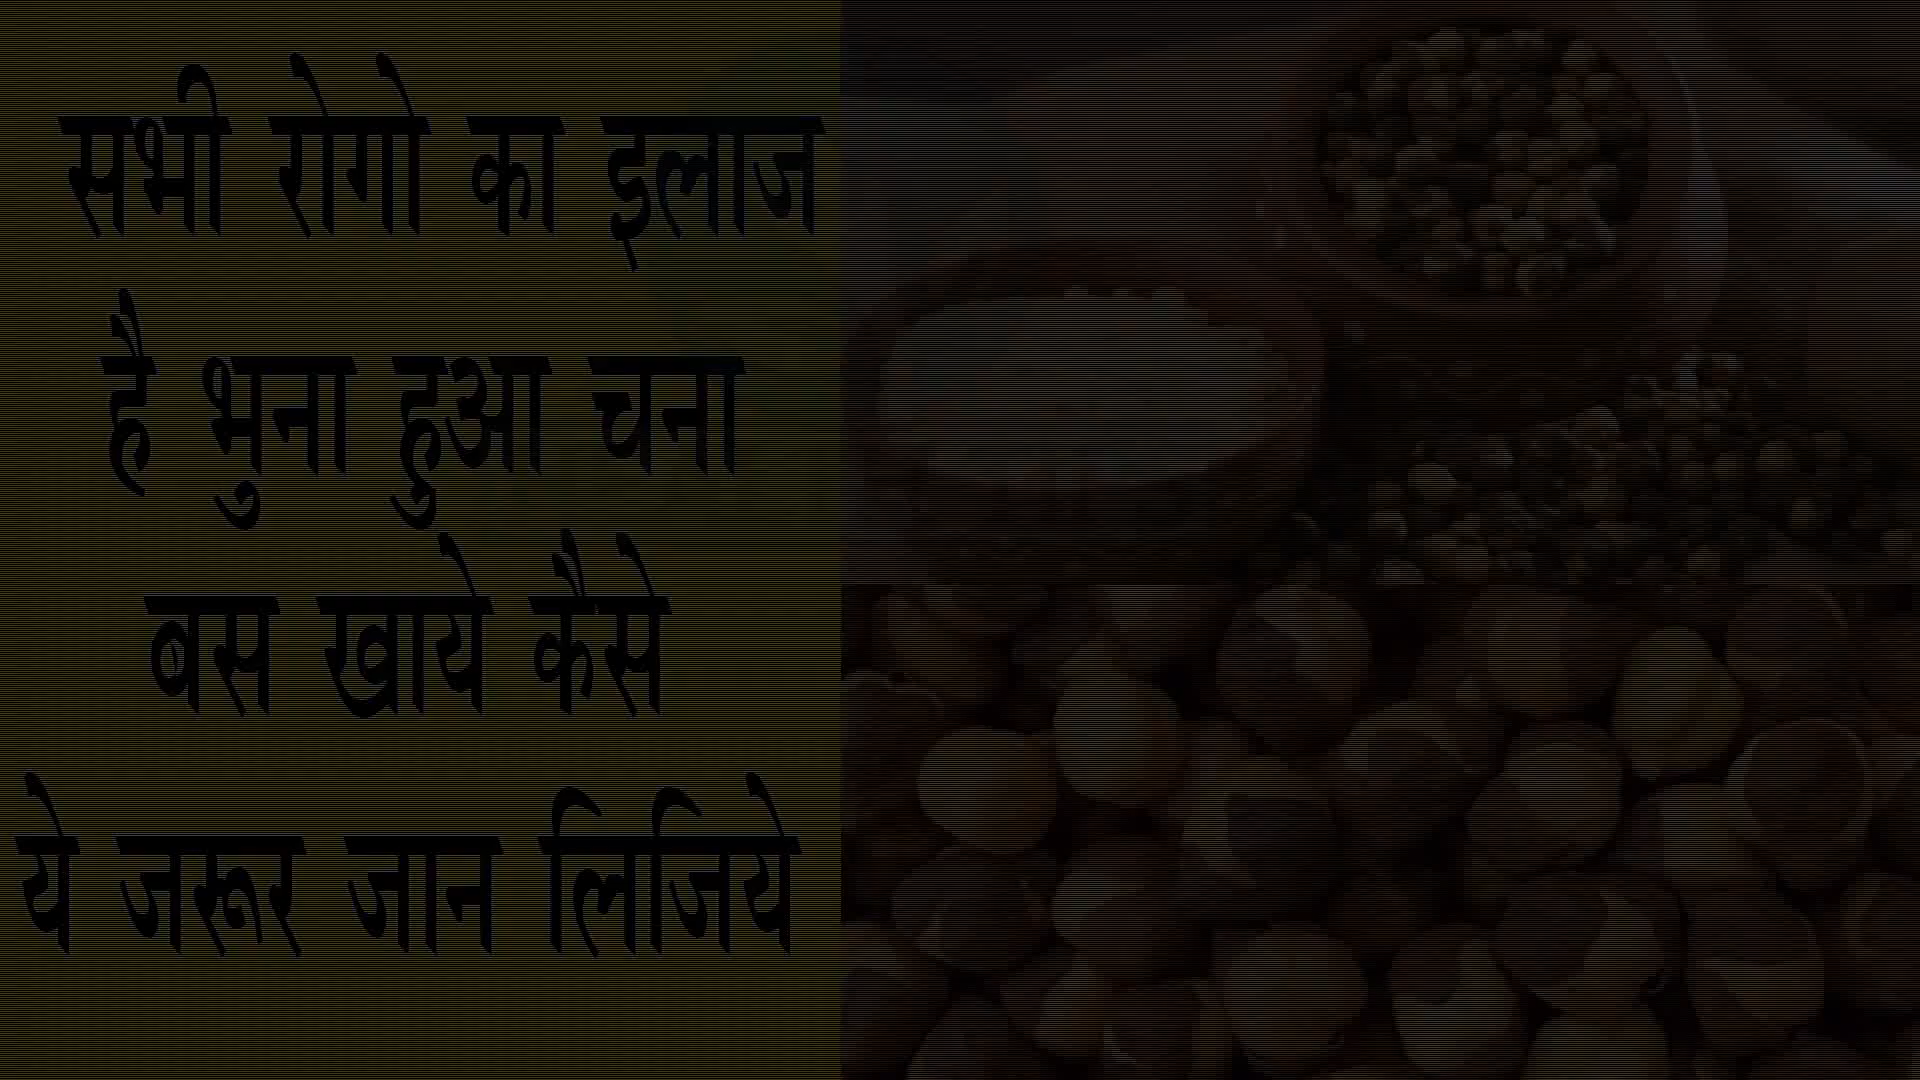 सभी रोगो का इलाज
है भुना हुआ चना
बस खाये कैसे
ये जरूर जान लिजिये